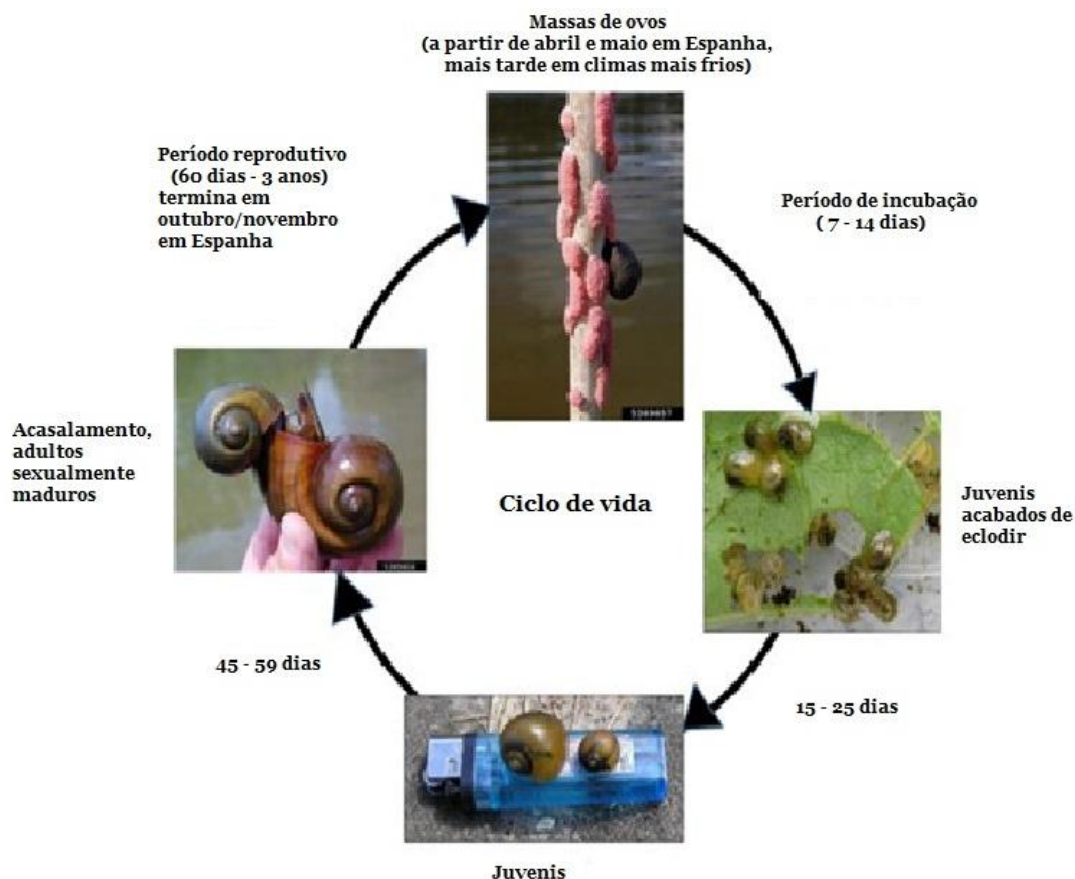 Massas de ovos
(a partir de abril e maio em Espanha,
mais tarde em climas mais frios)
Período reprodutivo
(60 dias - 3 anos)
termina em
outubro/novembro
em Espanha
Período de incubação
( 7 - 14 dias)
Acasalamento,
adultos
sexualmente
maduros
Ciclo de vida
Juvenis
acabados de
eclodir
45 - 59 dias
15 - 25 dias
Juvenis